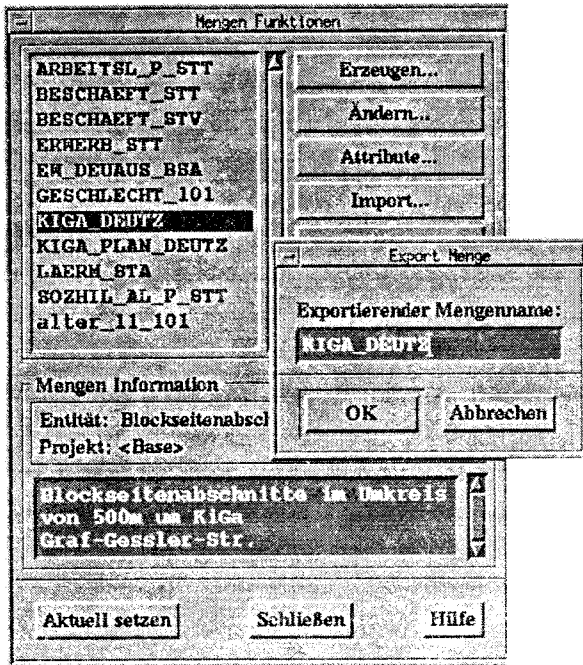 Mengen Funktionen
ARBEITSL_P_STT
BESCHAEFT_STT
BESCHAEFT_STV
ERWERB_STT
EW_DEUAUS_BSA
GESCHLECHT_101
KIGA_DEUTZ
KIGA_PLAN_DEUTZ
LAERM_STA
SOZHIL_AL_P_STT
alter_11_101
Erzeugen...
Ändern...
Attribute...
Import...
Export Menge
Exportierender Mengenname:
KIGA_DEUTZ
OK
Abbrechen
Mengen Information
Entität: Blockseitenabschl
Projekt: <Base>
Blockseitenabschnitte im Umkreis
von 500m um KiGa
Graf-Gessler-Str.
Aktuell setzen
Schließen
Hilfe